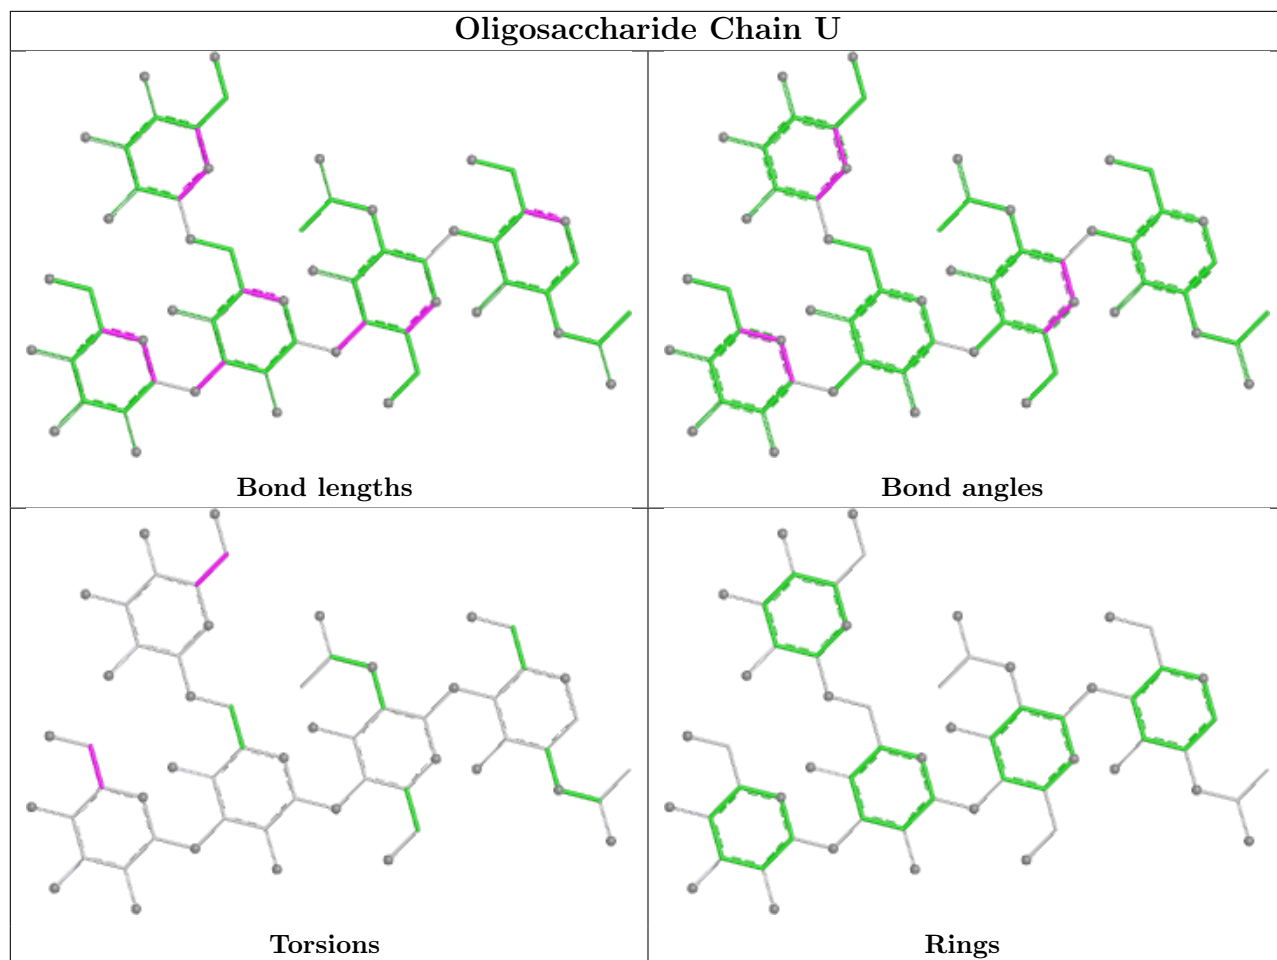 Oligosaccharide Chain U
Bond lengths
Bond angles
Torsions
Rings